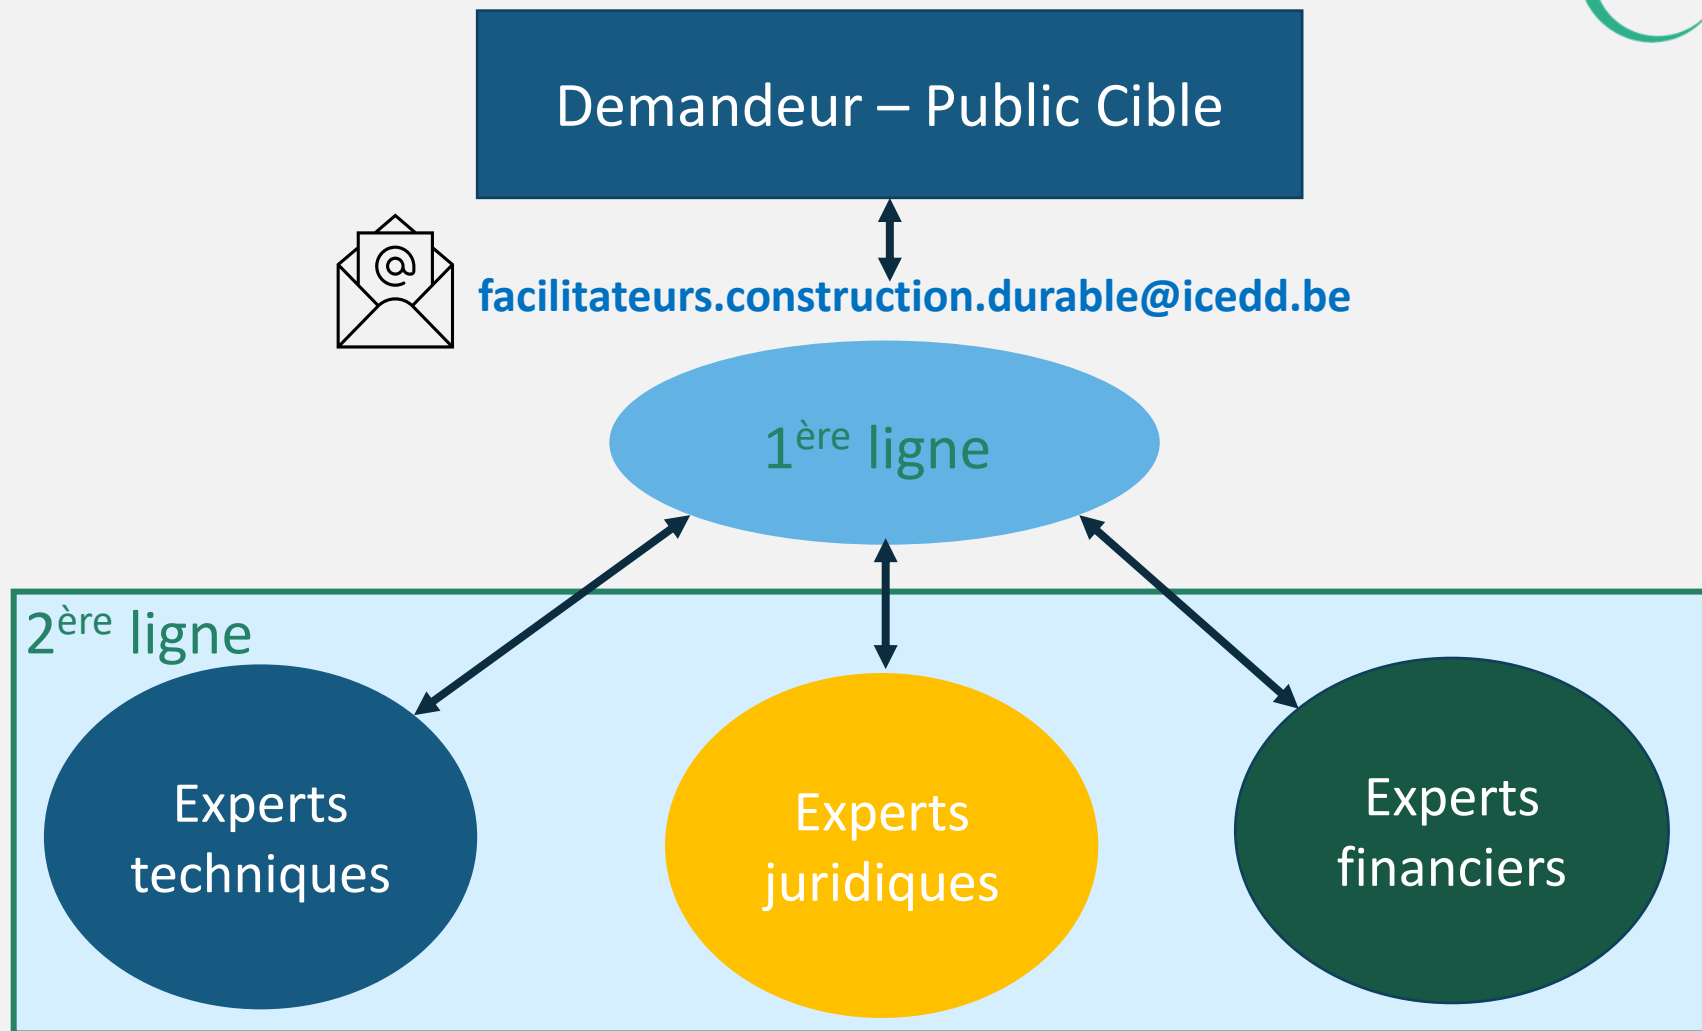 Demandeur – Public Cible
@
facilitateurs.construction.durable@icedd.be
1ère ligne
2ère ligne
Experts
techniques
Experts
juridiques
Experts
financiers